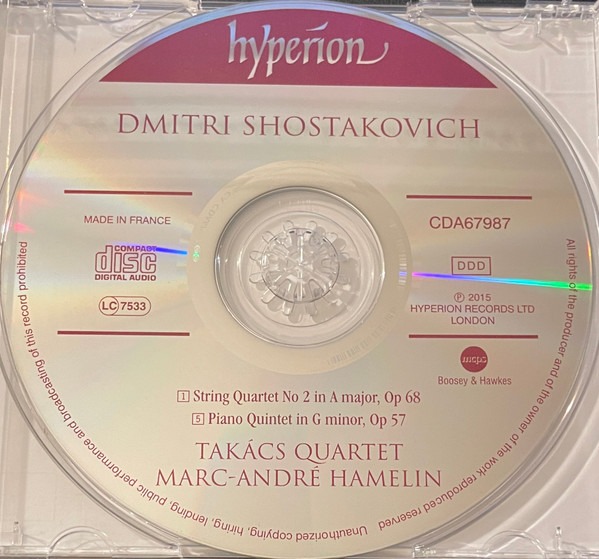 hyperion
DMITRI SHOSTAKOVICH
MADE IN FRANCE
COMPACT
disc
DIGITAL AUDIO
LC 7533
CDA67987
DDD
℗ 2015
HYPERION RECORDS LTD
LONDON
mcps
Boosey & Hawkes
1 String Quartet No 2 in A major, Op 68
5 Piano Quintet in G minor, Op 57
TAKÁCS QUARTET
MARC-ANDRÉ HAMELIN
All rights of the producer and of the owner of the work reproduced reserved
Unauthorized copying, hiring, lending, public performance and broadcasting of this record prohibited